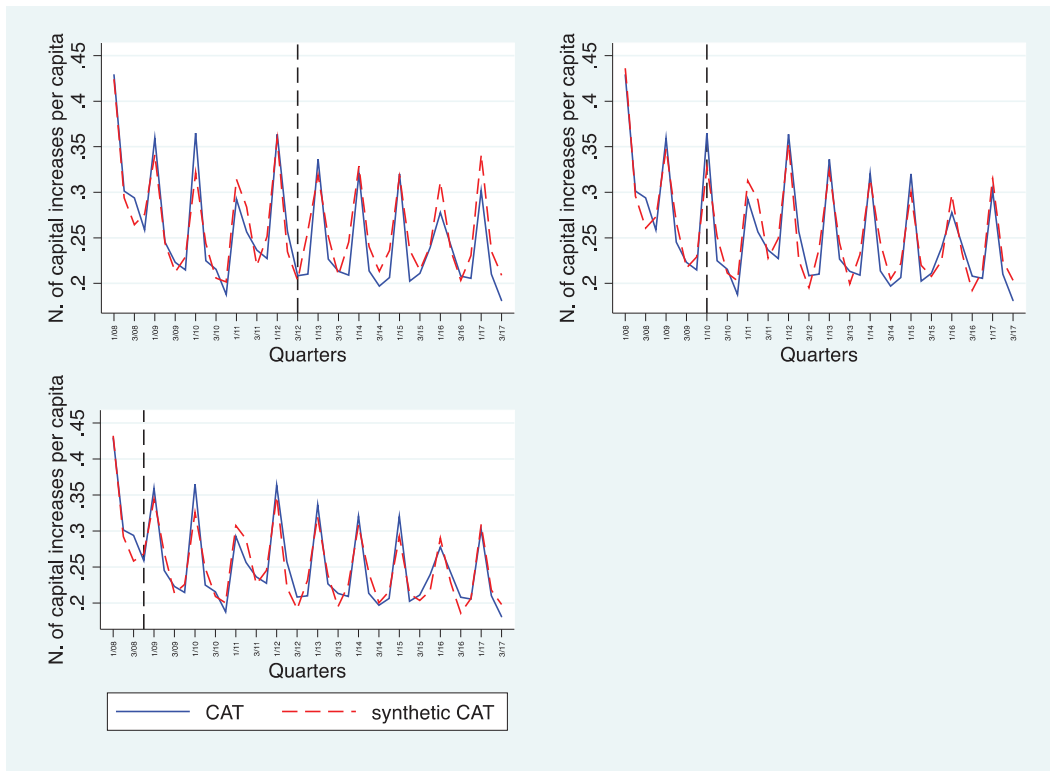 N. of capital increases per capita
.45
.4
.35
.3
.25
.2
1/08 3/08 1/09 3/09 1/10 3/10 1/11 3/11 1/12 3/12 1/13 3/13 1/14 3/14 1/15 3/15 1/16 3/16 1/17 3/17
Quarters
N. of capital increases per capita
.45
.4
.35
.3
.25
.2
1/08 3/08 1/09 3/09 1/10 3/10 1/11 3/11 1/12 3/12 1/13 3/13 1/14 3/14 1/15 3/15 1/16 3/16 1/17 3/17
Quarters
N. of capital increases per capita
.45
.4
.35
.3
.25
.2
1/08 3/08 1/09 3/09 1/10 3/10 1/11 3/11 1/12 3/12 1/13 3/13 1/14 3/14 1/15 3/15 1/16 3/16 1/17 3/17
Quarters
CAT synthetic CAT